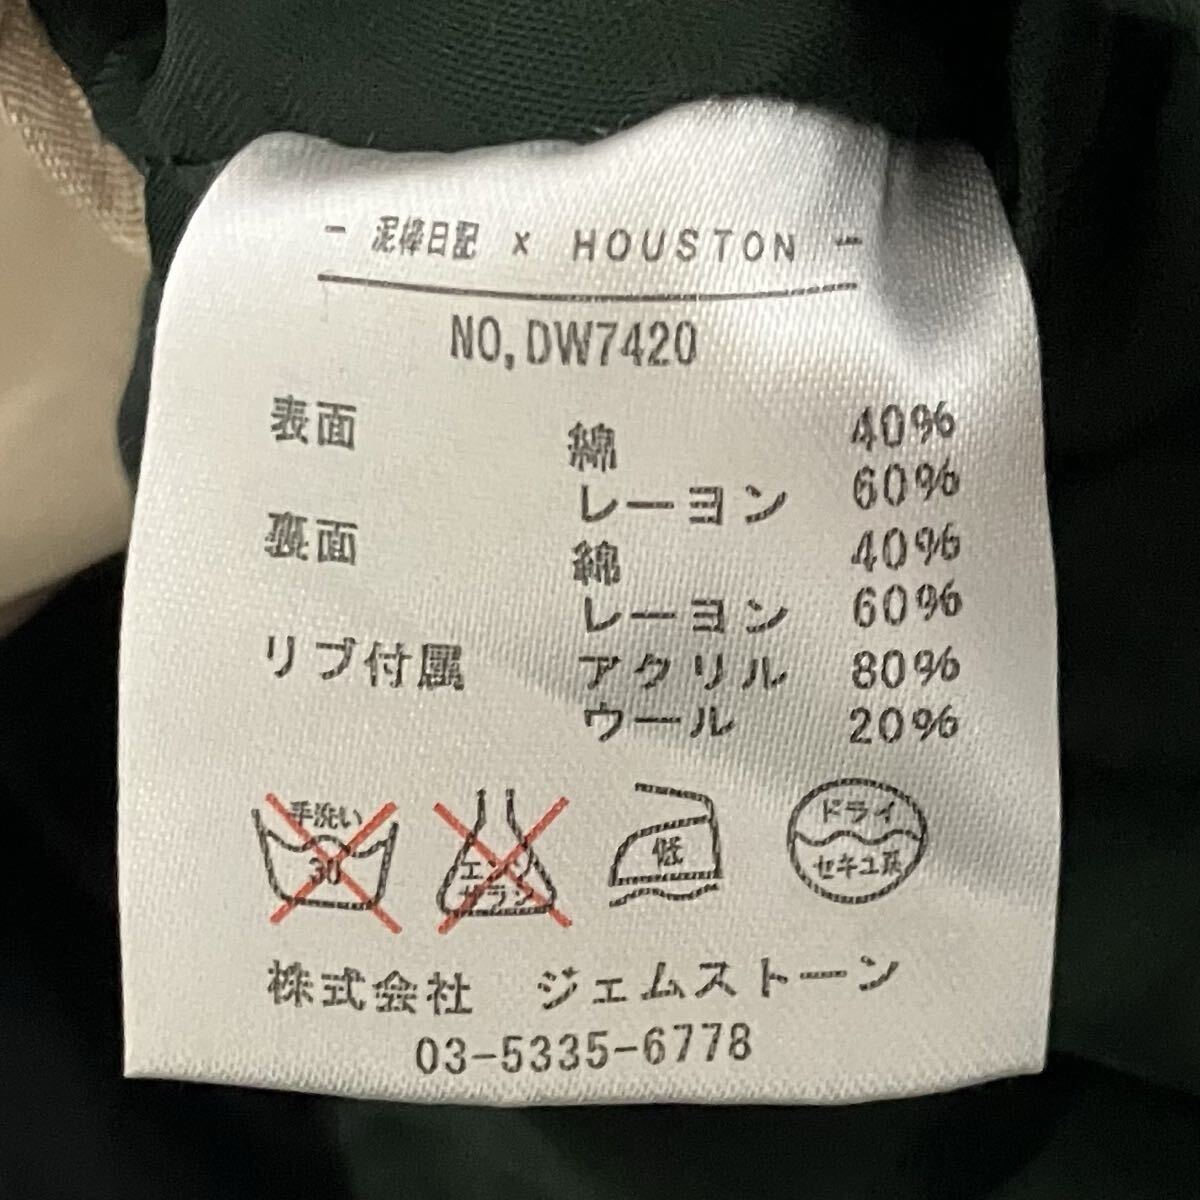 - 泥棒日記 × HOUSTON -
NO,DW7420
表面 綿 40%
レーヨン 60%
裏面 綿 40%
レーヨン 60%
リブ付属 アクリル 80%
ウール 20%
手洗い
30
エンソ
サラシ
低
ドライ
セキユ系
株式会社 ジェムストーン
03-5335-6778